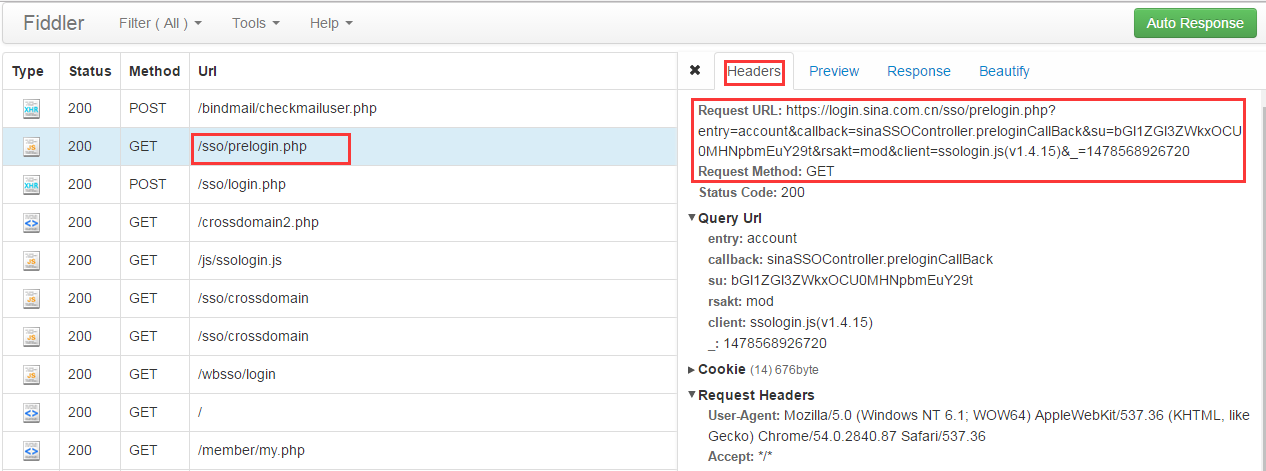 Fiddler Filter ( All ) Tools Help Auto Response
Type Status Method Url
XHR 200 POST /bindmail/checkmailuser.php
JS 200 GET /sso/prelogin.php
XHR 200 POST /sso/login.php
<> 200 GET /crossdomain2.php
JS 200 GET /js/ssologin.js
JS 200 GET /sso/crossdomain
JS 200 GET /sso/crossdomain
JS 200 GET /wbsso/login
<> 200 GET /
<> 200 GET /member/my.php
✖ Headers Preview Response Beautify
Request URL: https://login.sina.com.cn/sso/prelogin.php?
entry=account&callback=sinaSSOController.preloginCallBack&su=bGl1ZGl3ZWkxOCU
0MHNpbmEuY29t&rsakt=mod&client=ssologin.js(v1.4.15)&_=1478568926720
Request Method: GET
Status Code: 200
Query Url
entry: account
callback: sinaSSOController.preloginCallBack
su: bGl1ZGl3ZWkxOCU0MHNpbmEuY29t
rsakt: mod
client: ssologin.js(v1.4.15)
_: 1478568926720
Cookie (14) 676byte
Request Headers
User-Agent: Mozilla/5.0 (Windows NT 6.1; WOW64) AppleWebKit/537.36 (KHTML, like
Gecko) Chrome/54.0.2840.87 Safari/537.36
Accept: */*